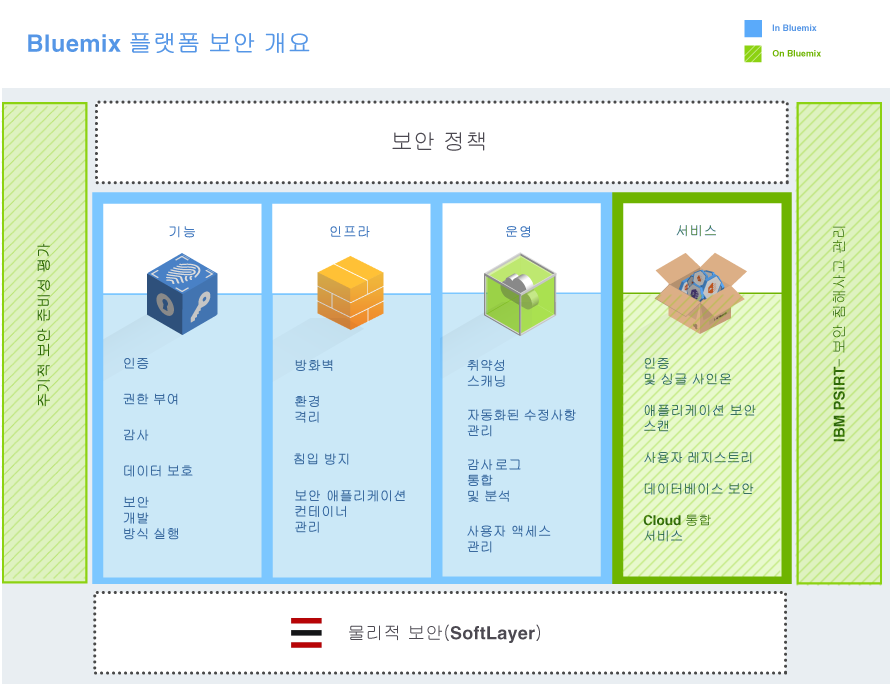 Bluemix 플랫폼 보안 개요
In Bluemix
On Bluemix
주기적 보안 준비성 평가
보안 정책
기능
인증
권한 부여
감사
데이터 보호
보안
개발
방식 실행
인프라
방화벽
환경
격리
침입 방지
보안 애플리케이션
컨테이너
관리
운영
취약성
스캐닝
자동화된 수정사항
관리
감사로그
통합
및 분석
사용자 액세스
관리
서비스
인증
및 싱글 사인온
애플리케이션 보안
스캔
사용자 레지스트리
데이터베이스 보안
Cloud 통합
서비스
IBM PSIRT– 보안 침해사고 관리
물리적 보안(SoftLayer)